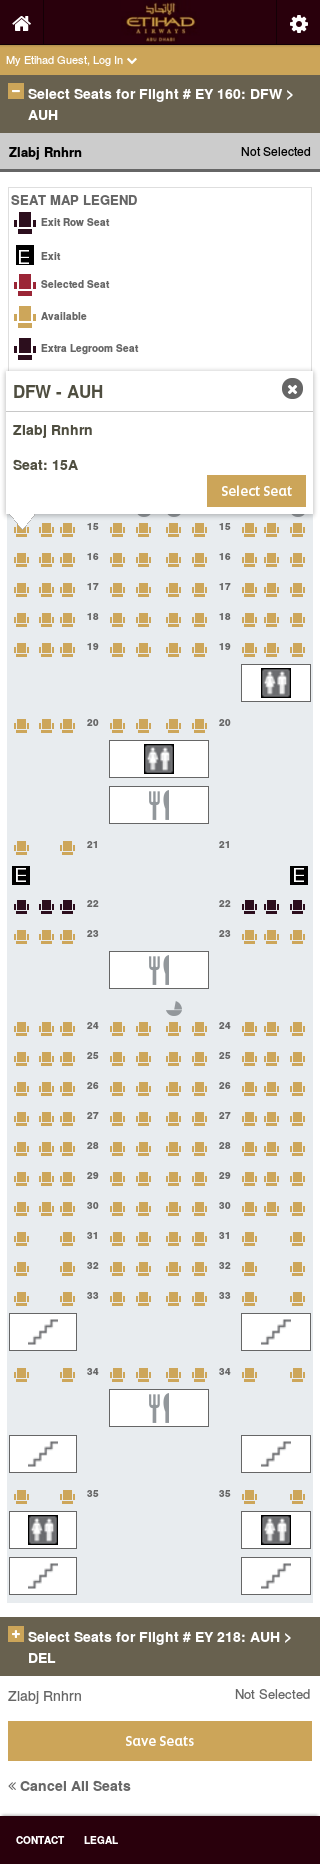 الإتحاد
ETIHAD
AIRWAYS
ABU DHABI
My Etihad Guest, Log In
Select Seats for Flight # EY 160: DFW >
AUH
Ziabj Rnhrn Not Selected
SEAT MAP LEGEND
Exit Row Seat
E Exit
Selected Seat
Available
Extra Legroom Seat
DFW - AUH
Ziabj Rnhrn
Seat: 15A
Select Seat
15 15
16 16
17 17
18 18
19 19
20 20
21 21
E E
22 22
23 23
24 24
25 25
26 26
27 27
28 28
29 29
30 30
31 31
32 32
33 33
34 34
35 35
Select Seats for Flight # EY 218: AUH >
DEL
Ziabj Rnhrn Not Selected
Save Seats
« Cancel All Seats
CONTACT LEGAL